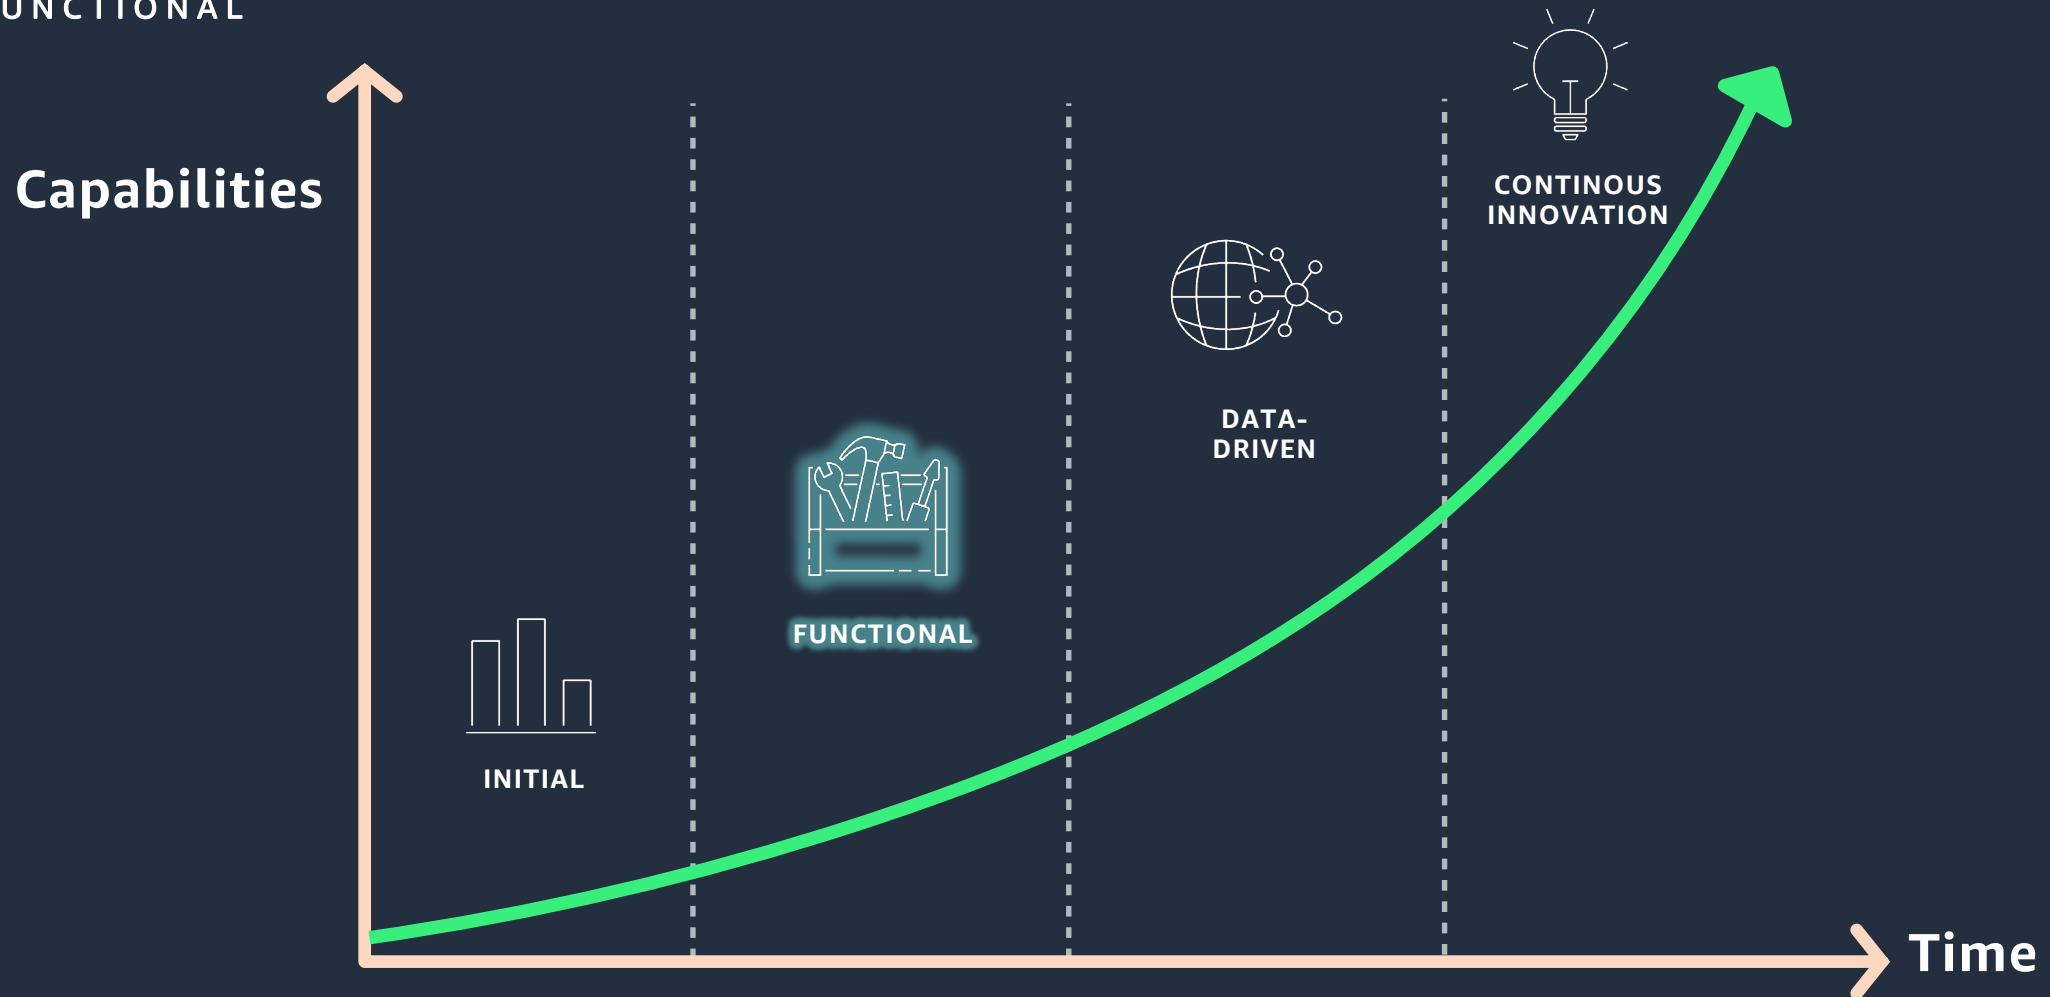 UNCTIONAL
Capabilities
CONTINOUS
INNOVATION
DATA-
DRIVEN
FUNCTIONAL
INITIAL
Time